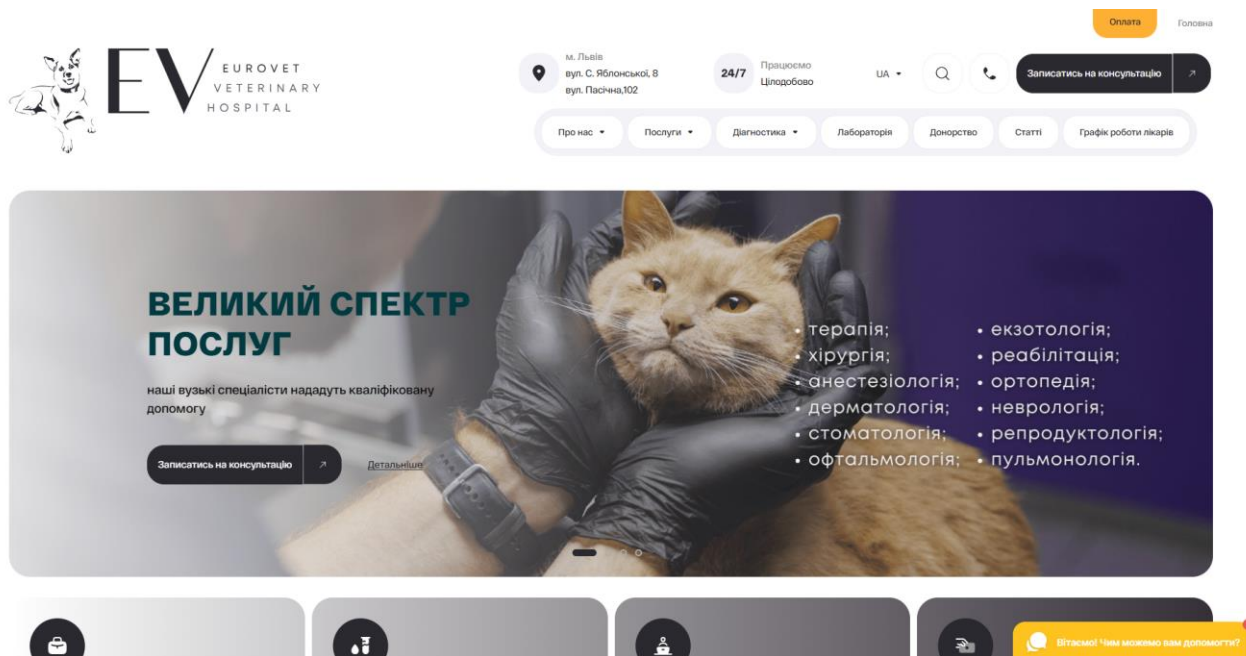 Оплата
Головна
EV
EUROVET
VETERINARY
HOSPITAL
м. Львів
вул. С. Яблонської, 8
вул. Пасічна,102
24/7
Працюємо
Цілодобово
UA
Записатись на консультацію
Про нас
Послуги
Діагностика
Лабораторія
Донорство
Статті
Графік роботи лікарів
ВЕЛИКИЙ СПЕКТР
ПОСЛУГ
наші вузькі спеціалісти нададуть кваліфіковану
допомогу
Записатись на консультацію
Детальніше
• терапія;
• хірургія;
• анестезіологія;
• дерматологія;
• стоматологія;
• офтальмологія;
• екзотологія;
• реабілітація;
• ортопедія;
• неврологія;
• репродуктологія;
• пульмонологія.
Вітаємо! Чим можемо вам допомогти?